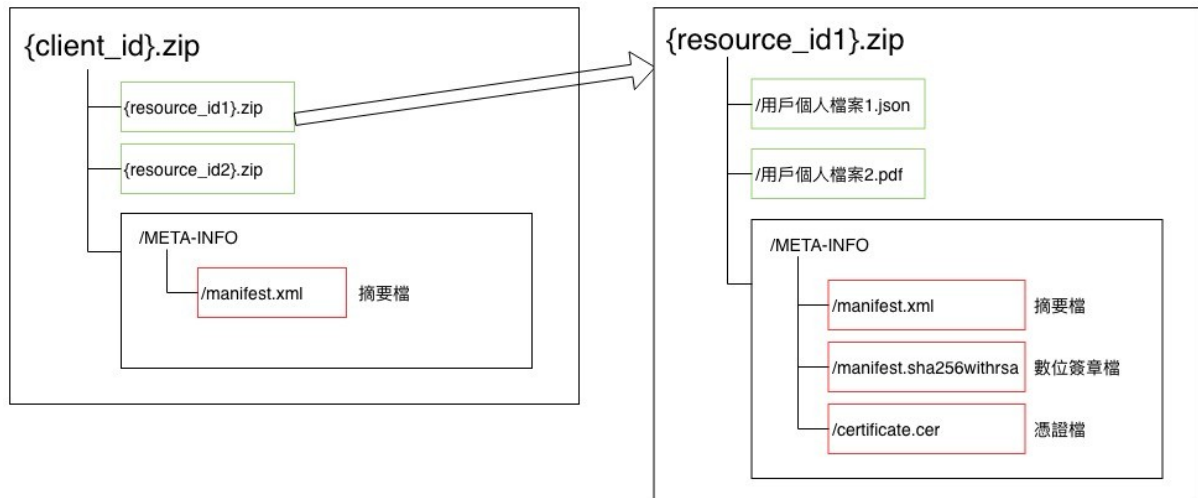 {client_id}.zip
{resource_id1}.zip
{resource_id2}.zip
/META-INFO
/manifest.xml 摘要檔
{resource_id1}.zip
/用戶個人檔案1.json
/用戶個人檔案2.pdf
/META-INFO
/manifest.xml 摘要檔
/manifest.sha256withrsa 數位簽章檔
/certificate.cer 憑證檔